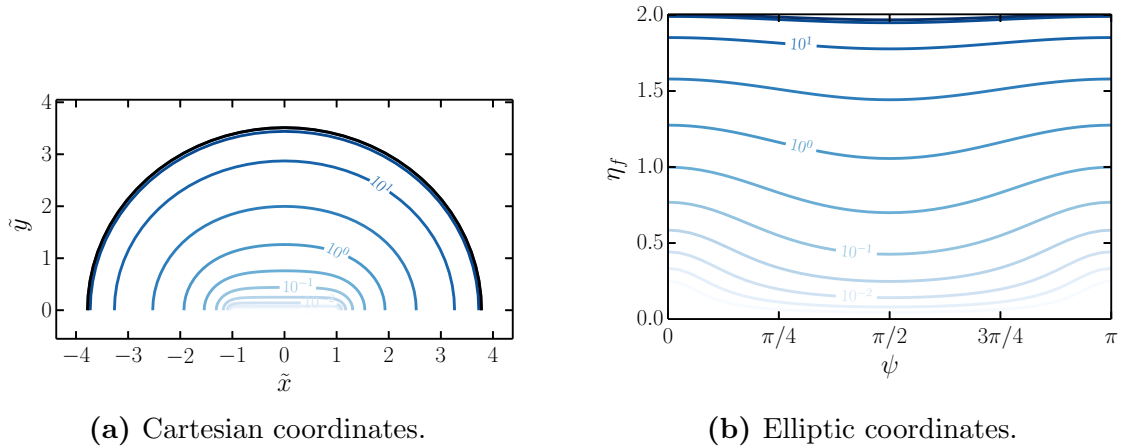 4
3
2
1
0
ỹ
10¹
10⁰
10⁻¹
−4 −3 −2 −1 0 1 2 3 4
x̃
(a) Cartesian coordinates.
2.0
1.5
1.0
0.5
0.0
η_f
10¹
10⁰
10⁻¹
10⁻²
0 π/4 π/2 3π/4 π
ψ
(b) Elliptic coordinates.